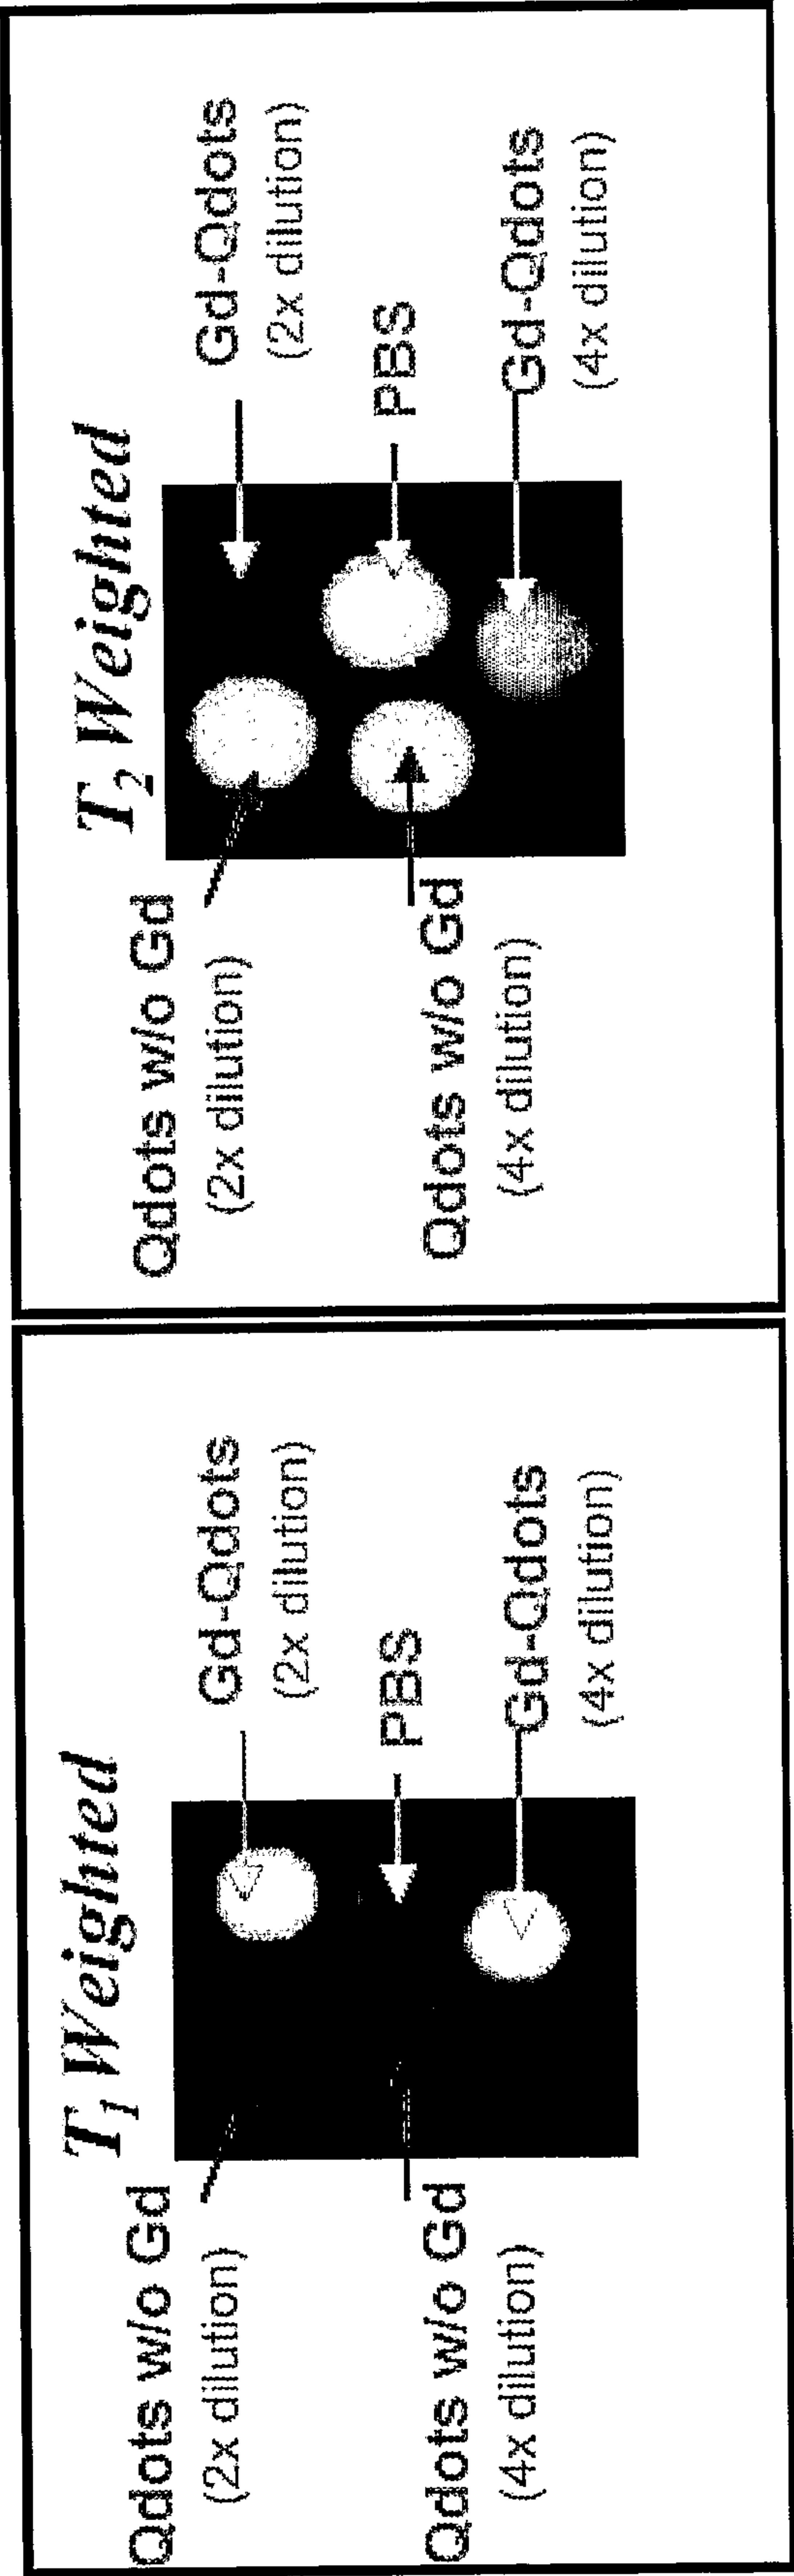 T1 Weighted
Qdots w/o Gd
(2x dilution)
Qdots w/o Gd
(4x dilution)
Gd-Qdots
(2x dilution)
PBS
Gd-Qdots
(4x dilution)
T2 Weighted
Qdots w/o Gd
(2x dilution)
Qdots w/o Gd
(4x dilution)
Gd-Qdots
(2x dilution)
PBS
Gd-Qdots
(4x dilution)